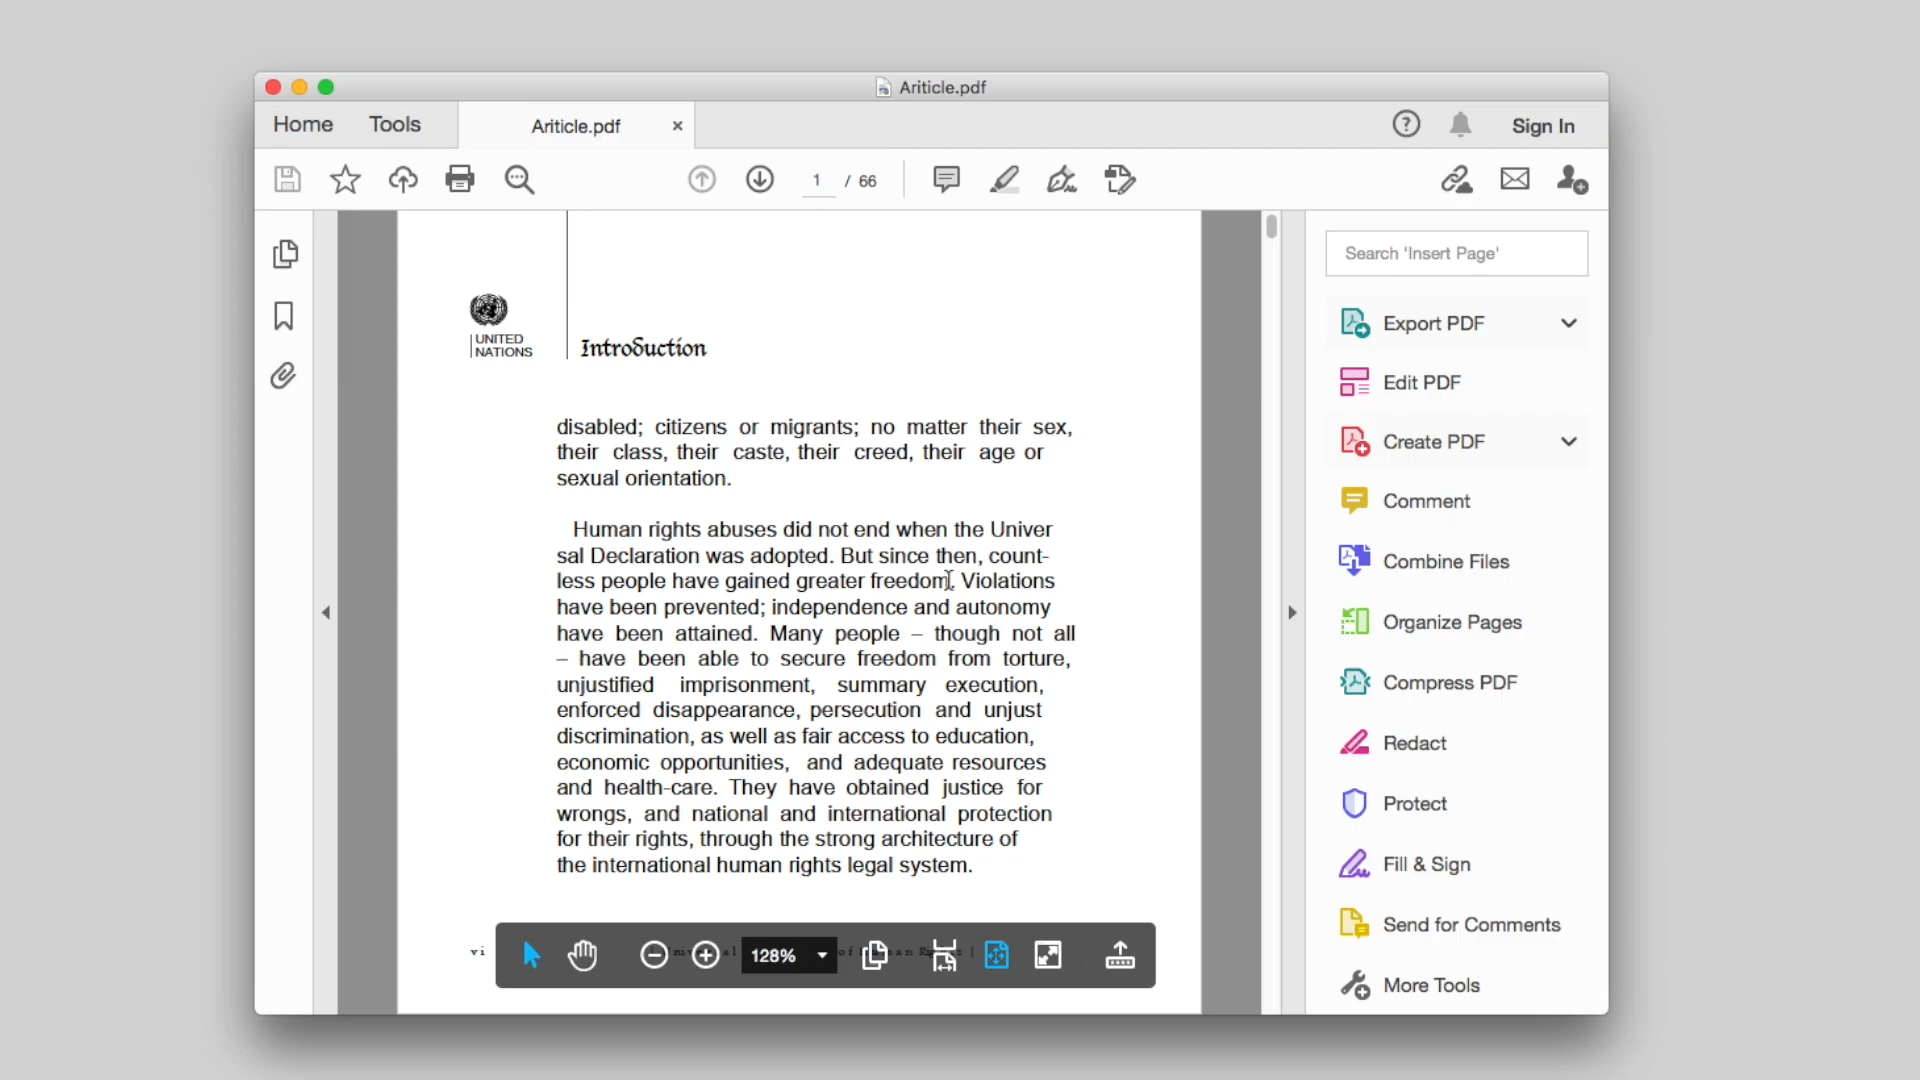 Ariticle.pdf
Home Tools Ariticle.pdf × ? Sign In
1 / 66
Search 'Insert Page'
UNITED
NATIONS
Introduction
disabled; citizens or migrants; no matter their sex,
their class, their caste, their creed, their age or
sexual orientation.
Human rights abuses did not end when the Univer
sal Declaration was adopted. But since then, count-
less people have gained greater freedom. Violations
have been prevented; independence and autonomy
have been attained. Many people – though not all
– have been able to secure freedom from torture,
unjustified imprisonment, summary execution,
enforced disappearance, persecution and unjust
discrimination, as well as fair access to education,
economic opportunities, and adequate resources
and health-care. They have obtained justice for
wrongs, and national and international protection
for their rights, through the strong architecture of
the international human rights legal system.
vi
128%
Export PDF
Edit PDF
Create PDF
Comment
Combine Files
Organize Pages
Compress PDF
Redact
Protect
Fill & Sign
Send for Comments
More Tools